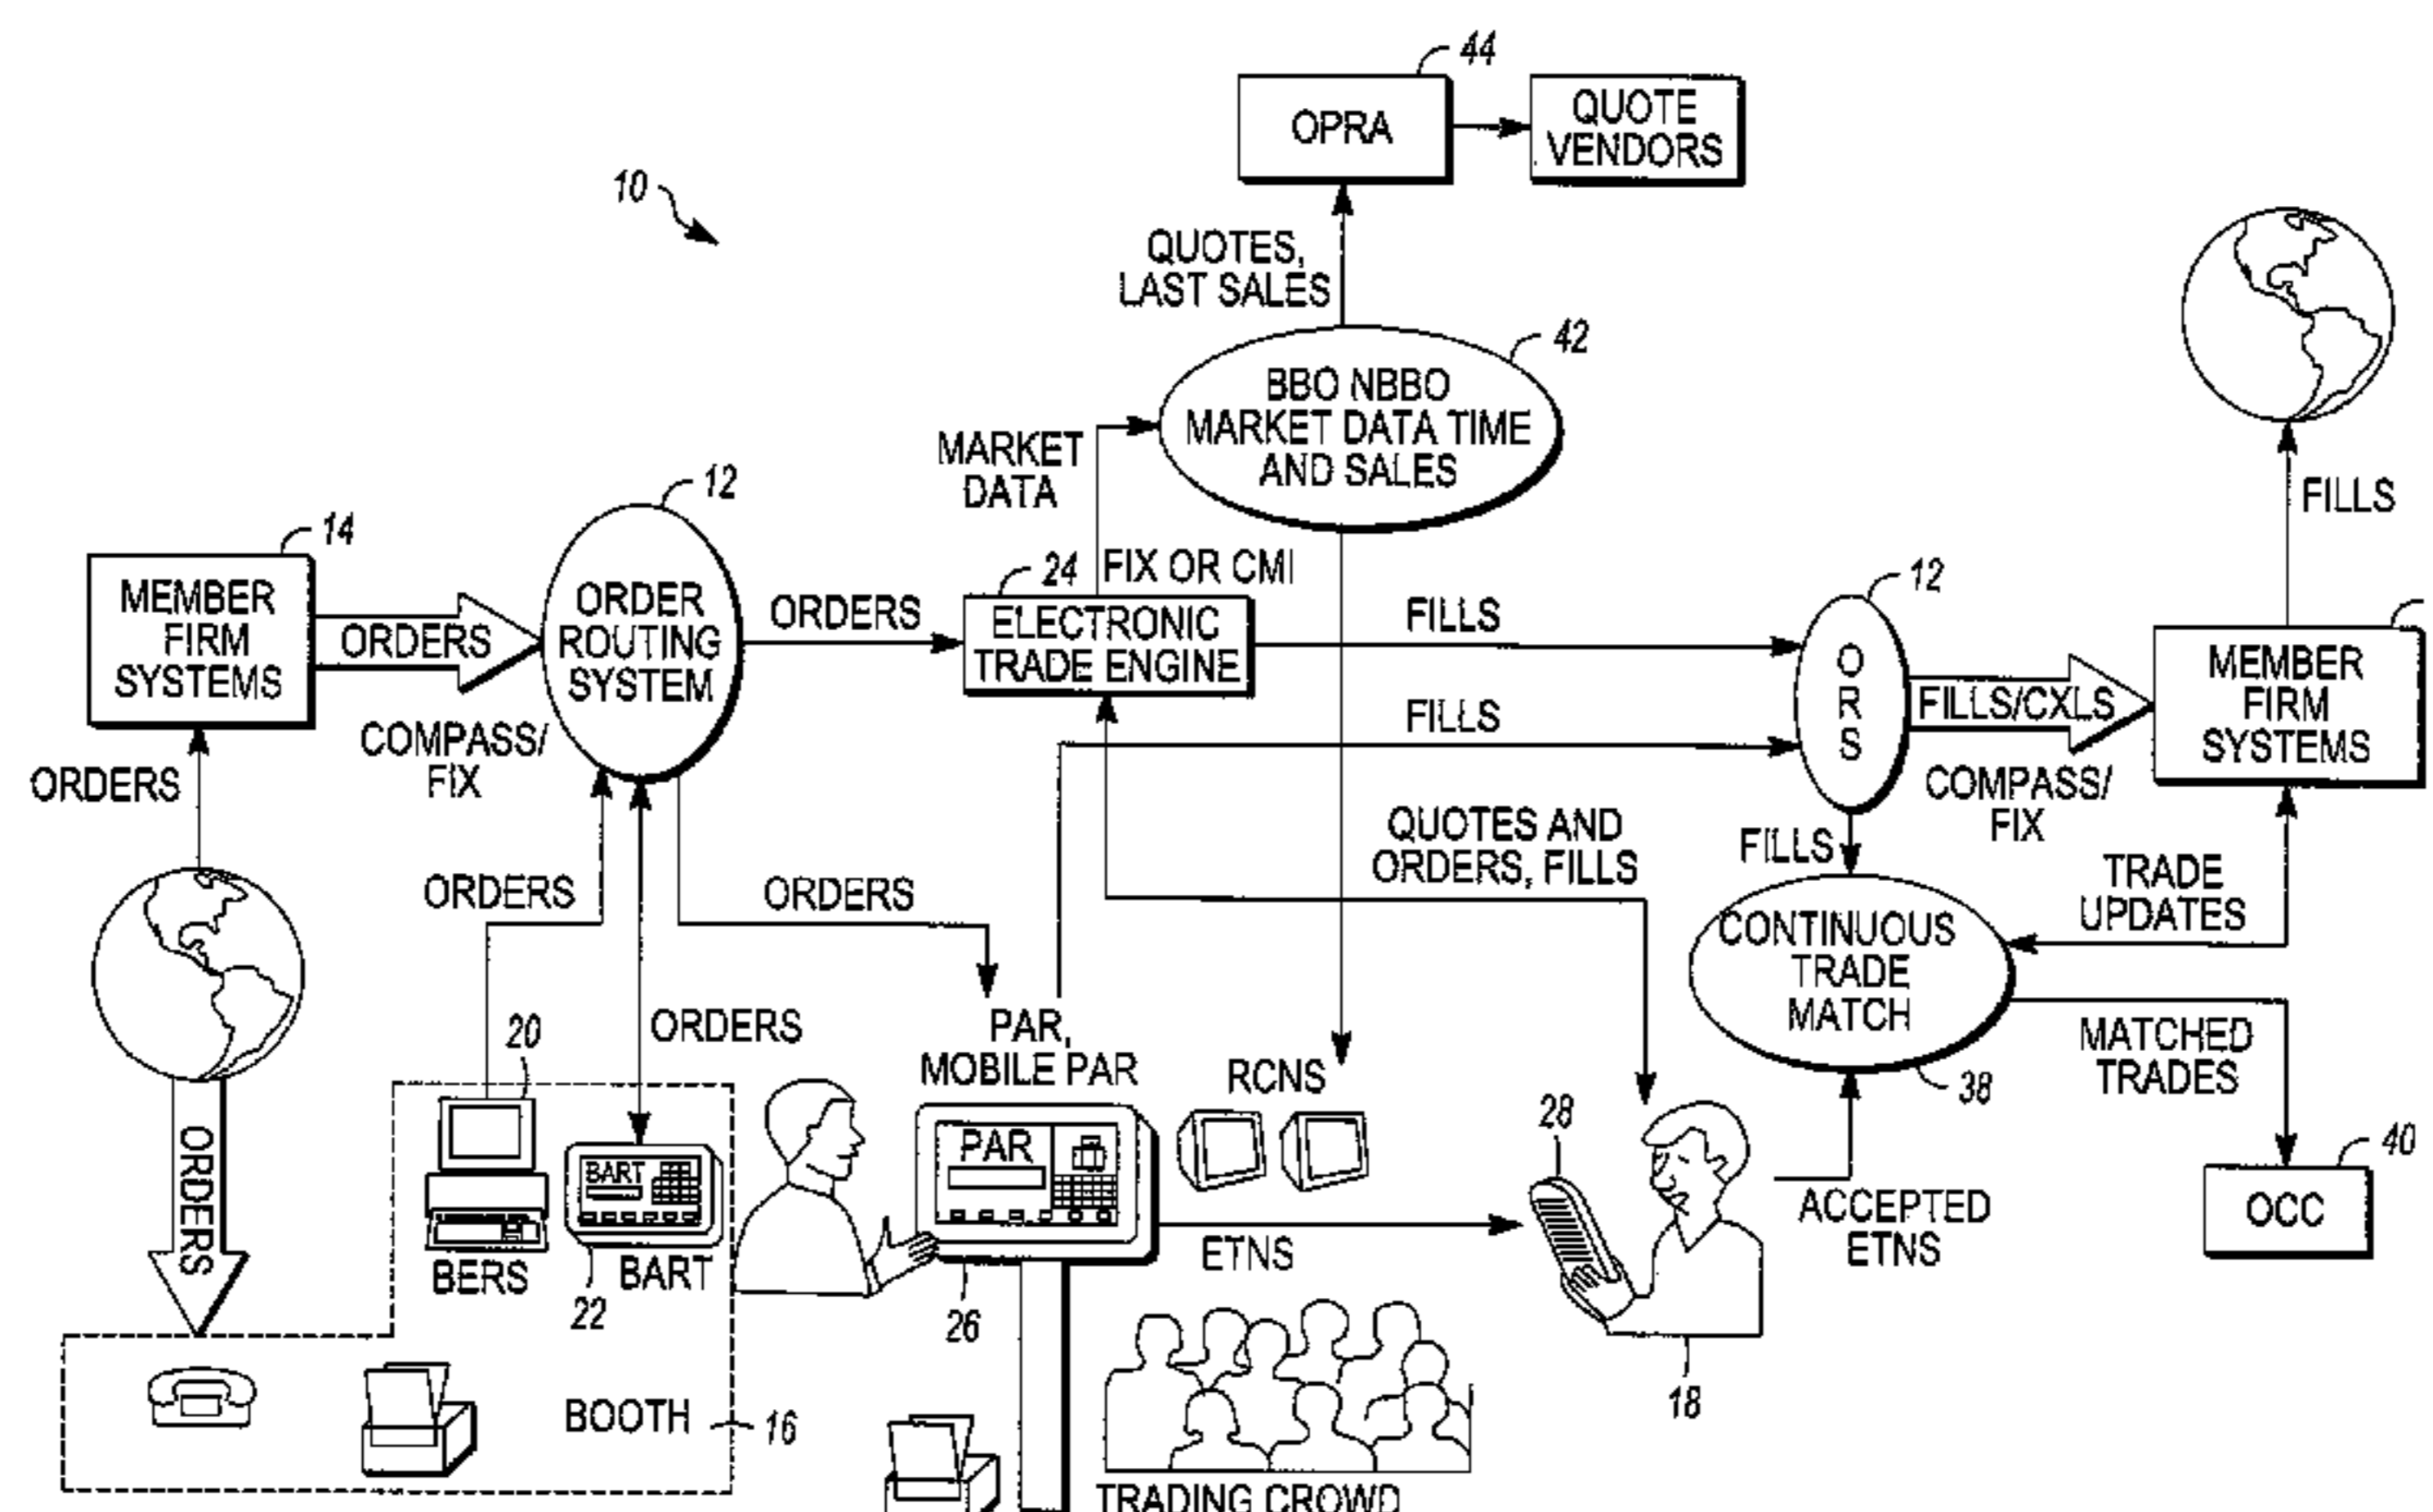 44
OPRA
QUOTE
VENDORS
10
QUOTES,
LAST SALES
42
BBO NBBO
MARKET DATA TIME
AND SALES
MARKET
DATA
FILLS
12
14
MEMBER
FIRM
SYSTEMS
ORDERS
ORDER
ROUTING
SYSTEM
COMPASS/
FIX
ORDERS
24
FIX OR CMI
ELECTRONIC
TRADE ENGINE
FILLS
FILLS
12
O
R
S
FILLS/CXLS
MEMBER
FIRM
SYSTEMS
COMPASS/
FIX
ORDERS
QUOTES AND
ORDERS, FILLS
FILLS
TRADE
UPDATES
ORDERS
ORDERS
CONTINUOUS
TRADE
MATCH
38
MATCHED
TRADES
20
ORDERS
PAR,
MOBILE PAR
RCNS
28
40
OCC
ORDERS
BART
PAR
ACCEPTED
ETNS
BERS
22
BART
26
ETNS
18
BOOTH
16
TRADING CROWD